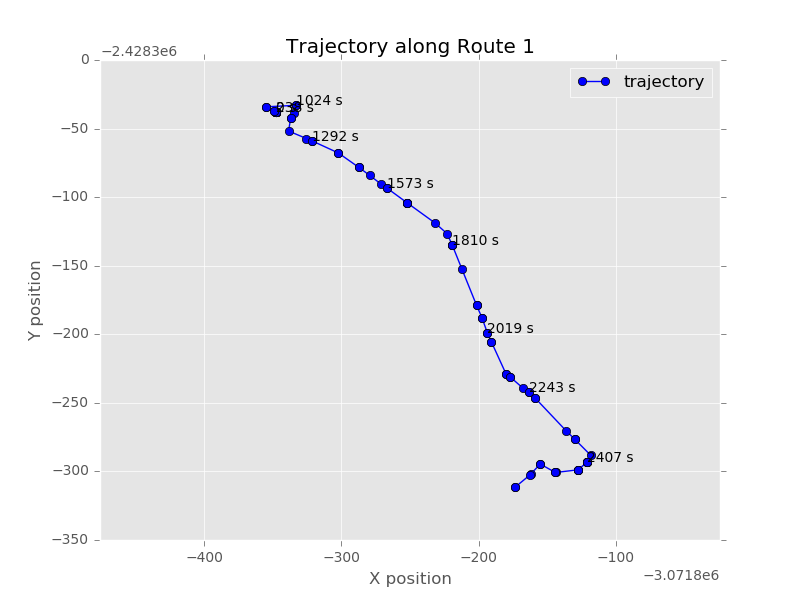 Trajectory along Route 1
−2.4283e6
trajectory
0
−50
−100
−150
−200
−250
−300
−350
Y position
1024 s
1292 s
1573 s
1810 s
2019 s
2243 s
2407 s
−400
−300
−200
−100
X position
−3.0718e6